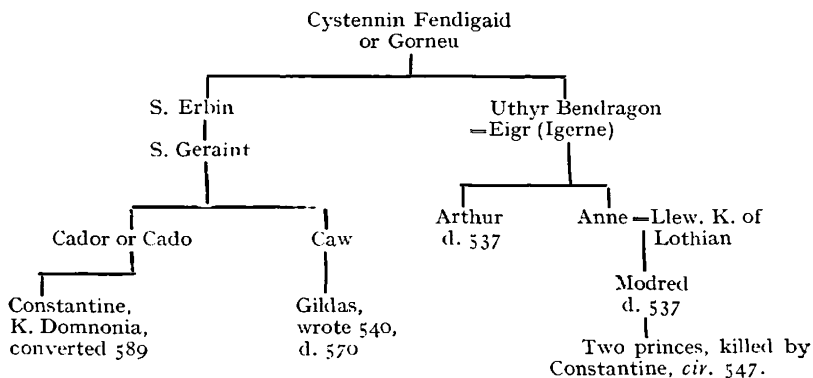 Cystennin Fendigaid
or Gorneu
S. Erbin
S. Geraint
Uthyr Bendragon
=Eigr (Igerne)
Cador or Cado
Caw
Arthur
d. 537
Anne = Llew. K. of
Lothian
Constantine,
K. Domnonia,
converted 589
Gildas,
wrote 540,
d. 570
Modred
d. 537
Two princes, killed by
Constantine, cir. 547.